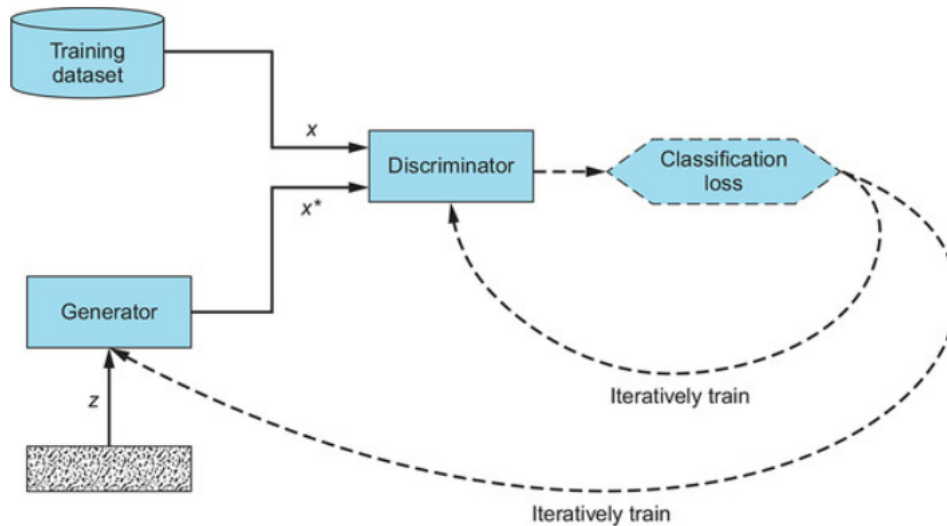 Training
dataset
x
Discriminator
Classification
loss
x*
Generator
z
Iteratively train
Iteratively train